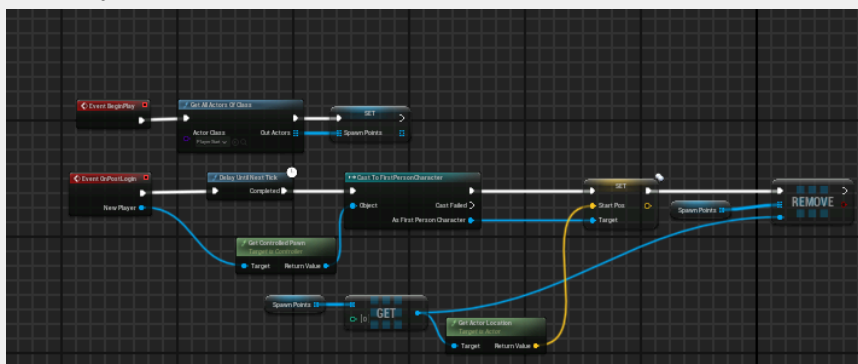 Event BeginPlay
Get All Actors Of Class
Actor Class
Player Start
Out Actors
SET
Spawn Points
Event OnPostLogin
New Player
Delay Until Next Tick
Completed
Cast To FirstPersonCharacter
Object
Cast Failed
As First Person Character
SET
Start Pos
Target
Spawn Points
REMOVE
Get Controlled Pawn
Target is Controller
Target
Return Value
Spawn Points
0
GET
Get Actor Location
Target is Actor
Target
Return Value